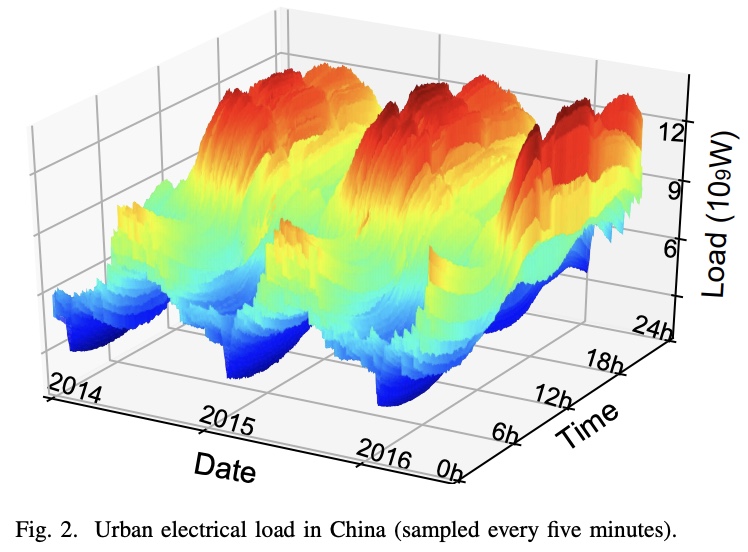 12
9
6
Load (10₉W)
24h
18h
12h
6h
0h
Time
2014
2015
2016
Date
Fig. 2. Urban electrical load in China (sampled every five minutes).